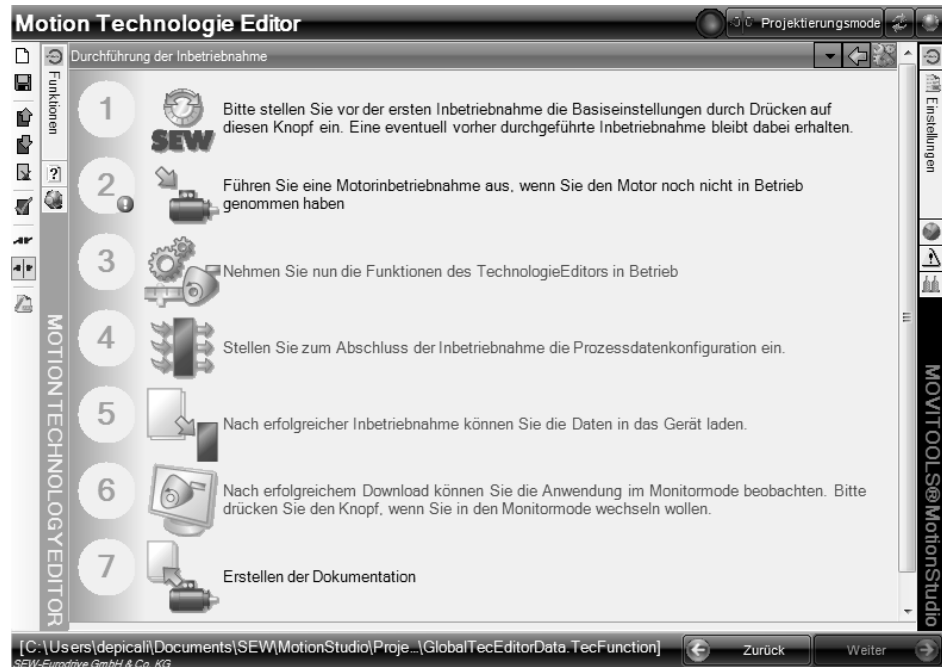 Motion Technologie Editor
Projektierungsmode
Durchführung der Inbetriebnahme
Funktionen
Einstellungen
1
SEW
Bitte stellen Sie vor der ersten Inbetriebnahme die Basiseinstellungen durch Drücken auf
diesen Knopf ein. Eine eventuell vorher durchgeführte Inbetriebnahme bleibt dabei erhalten.
2
Führen Sie eine Motorinbetriebnahme aus, wenn Sie den Motor noch nicht in Betrieb
genommen haben
3
Nehmen Sie nun die Funktionen des TechnologieEditors in Betrieb
4
Stellen Sie zum Abschluss der Inbetriebnahme die Prozessdatenkonfiguration ein.
5
Nach erfolgreicher Inbetriebnahme können Sie die Daten in das Gerät laden.
6
Nach erfolgreichem Download können Sie die Anwendung im Monitormode beobachten. Bitte
drücken Sie den Knopf, wenn Sie in den Monitormode wechseln wollen.
7
Erstellen der Dokumentation
MOTION TECHNOLOGY EDITOR
MOVITOOLS®MotionStudio
[C:\Users\depicali\Documents\SEW\MotionStudio\Proje...\GlobalTecEditorData.TecFunction]
Zurück
Weiter
SEW-Eurodrive GmbH & Co. KG